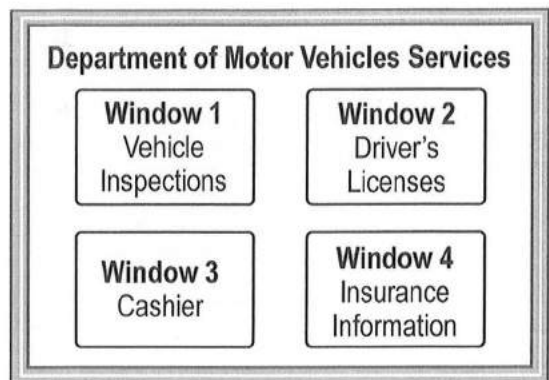 Department of Motor Vehicles Services
Window 1
Vehicle
Inspections
Window 2
Driver's
Licenses
Window 3
Cashier
Window 4
Insurance
Information